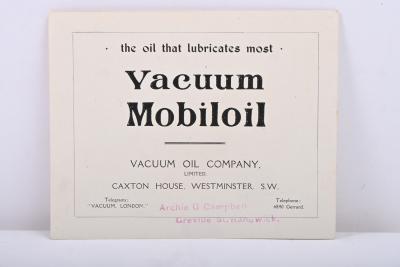 · the oil that lubricates most ·
Vacuum
Mobiloil
VACUUM OIL COMPANY,
LIMITED.
CAXTON HOUSE, WESTMINSTER, S.W.
Telegrams: Telephone:
"VACUUM, LONDON." 6840 Gerrard.
Archie G Campbell